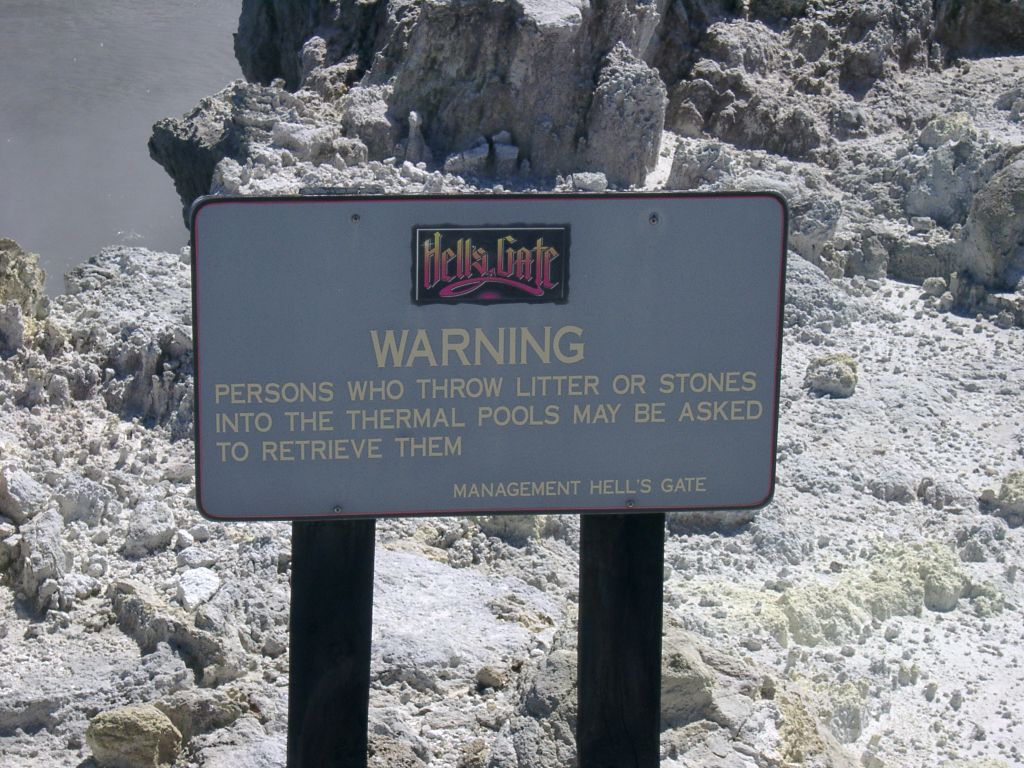 Hell's Gate
WARNING
PERSONS WHO THROW LITTER OR STONES
INTO THE THERMAL POOLS MAY BE ASKED
TO RETRIEVE THEM
MANAGEMENT HELL'S GATE